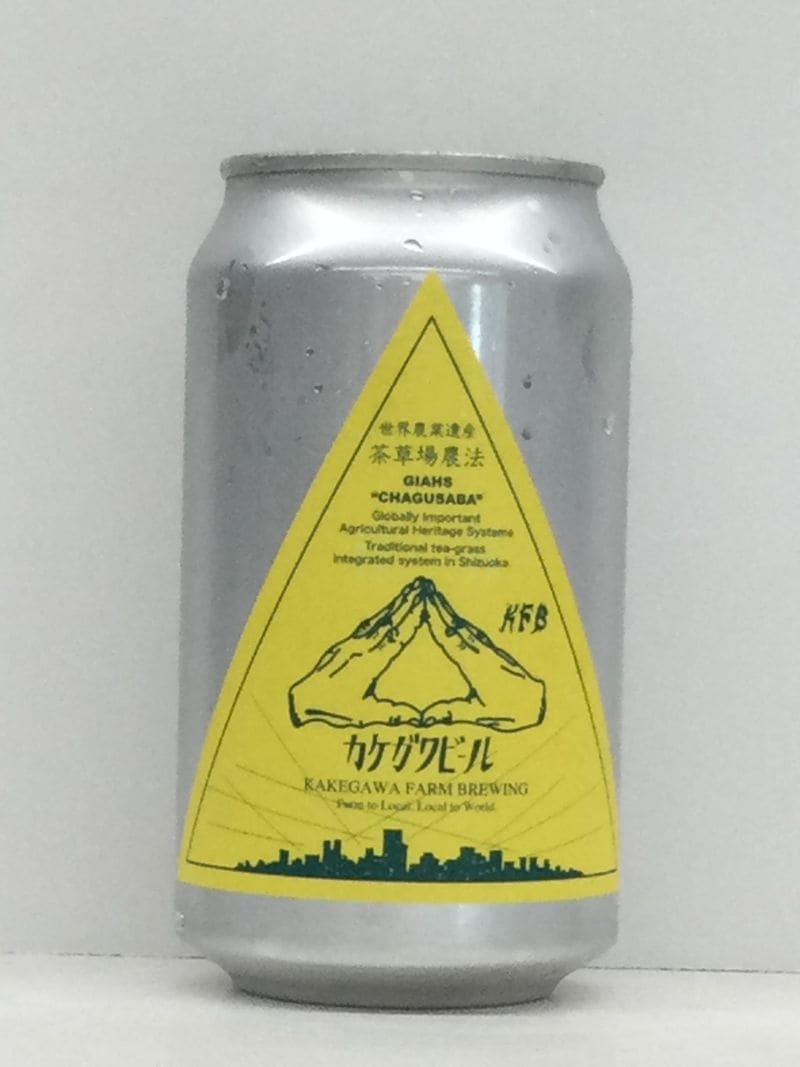 世界農業遺産
茶草場農法
GIAHS
"CHAGUSABA"
Globally Important
Agricultural Heritage Systems
Traditional tea-grass
integrated system in Shizuoka
KFB
カケガワビール
KAKEGAWA FARM BREWING
Farm to Local. Local to World.